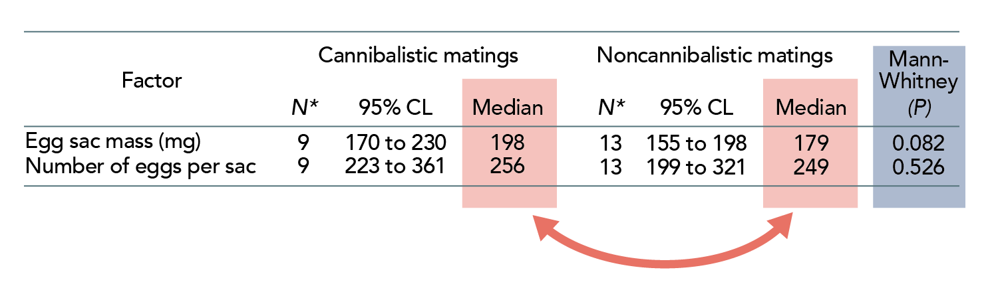 Cannibalistic matings Noncannibalistic matings Mann-
Factor Whitney
N* 95% CL Median N* 95% CL Median (P)
Egg sac mass (mg) 9 170 to 230 198 13 155 to 198 179 0.082
Number of eggs per sac 9 223 to 361 256 13 199 to 321 249 0.526